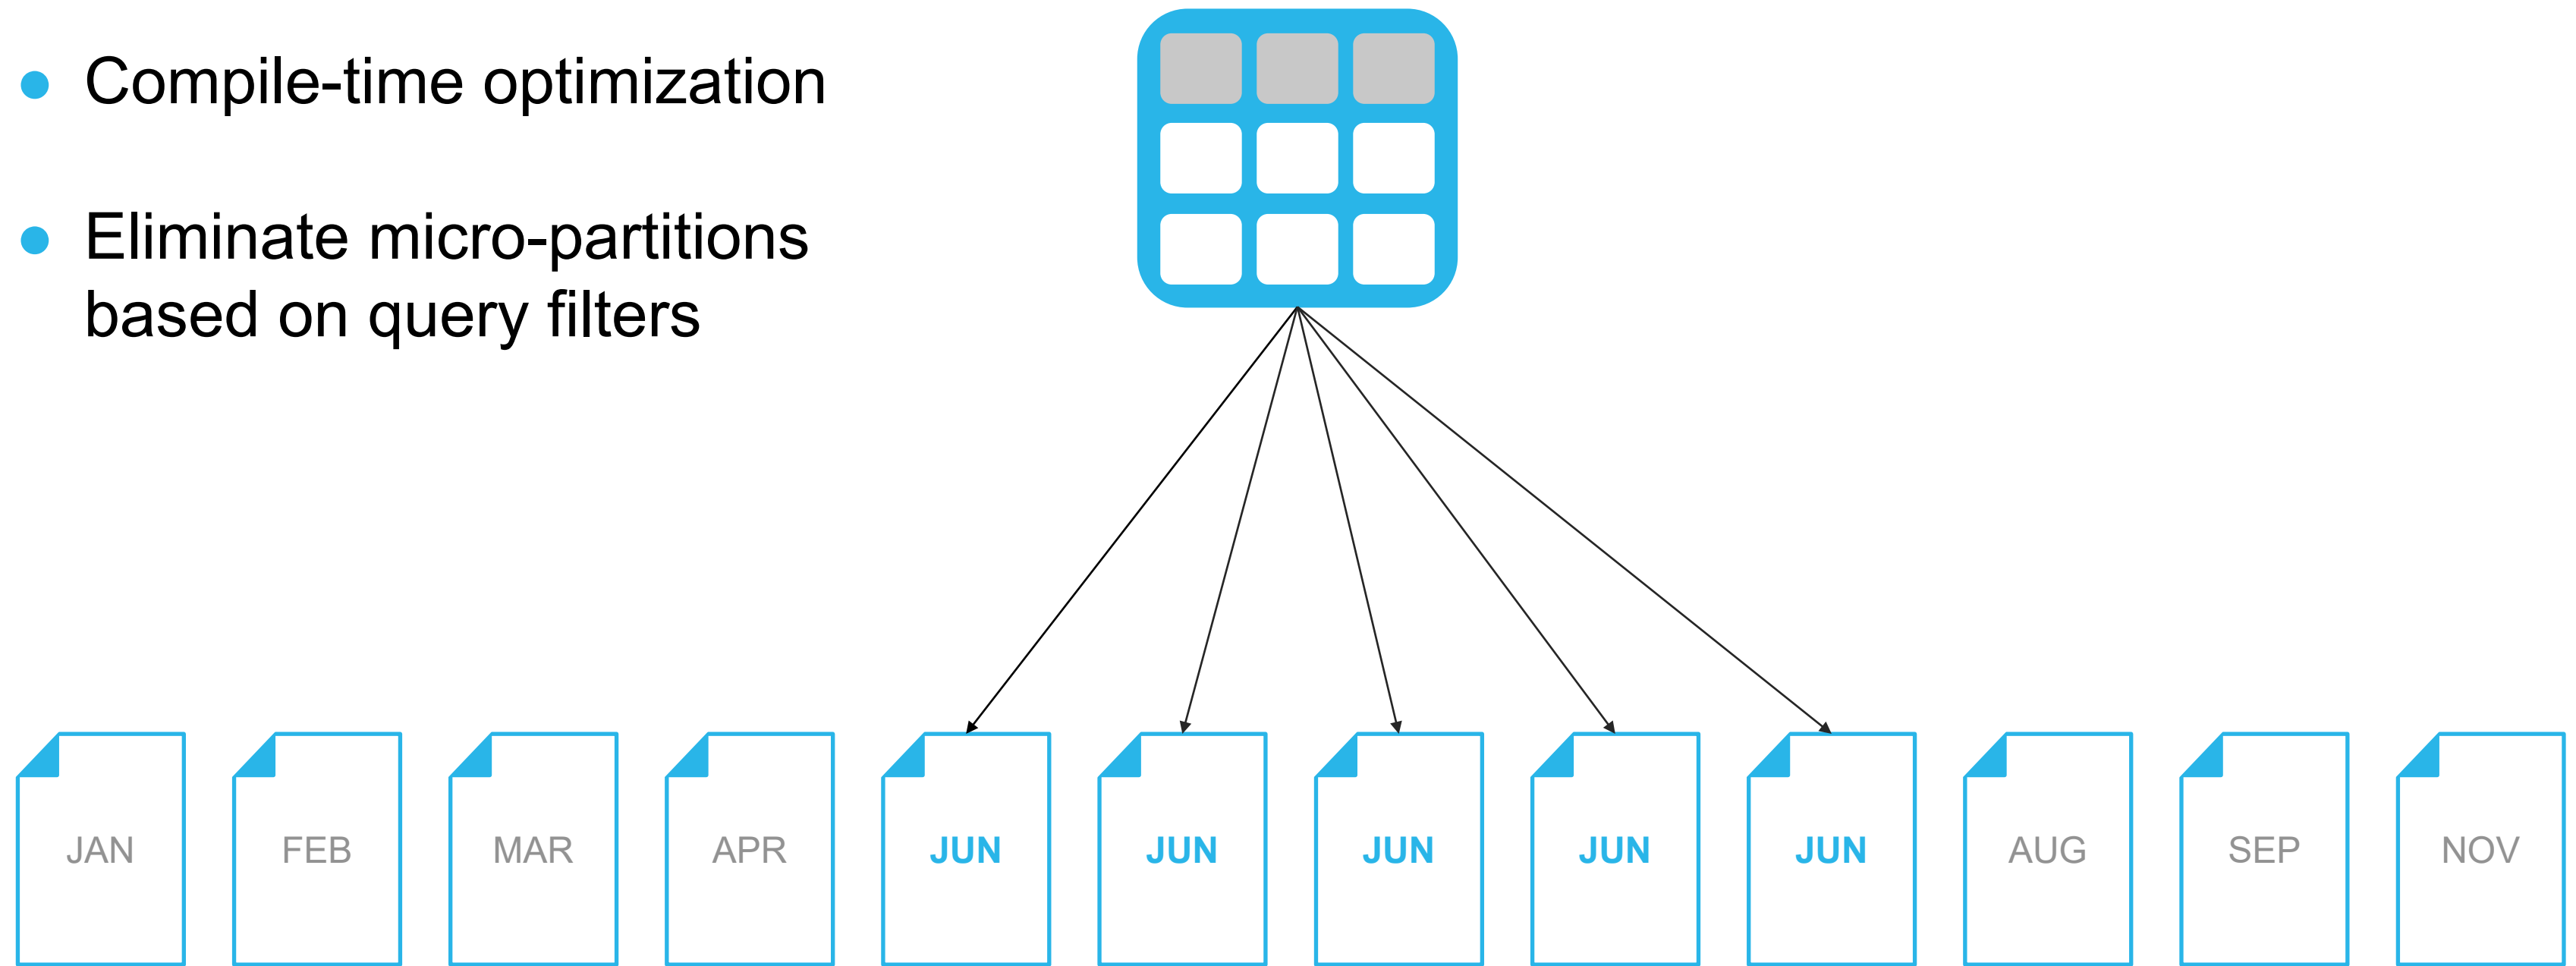 Compile-time optimization
Eliminate micro-partitions
based on query filters
JAN FEB MAR APR JUN JUN JUN JUN JUN AUG SEP NOV